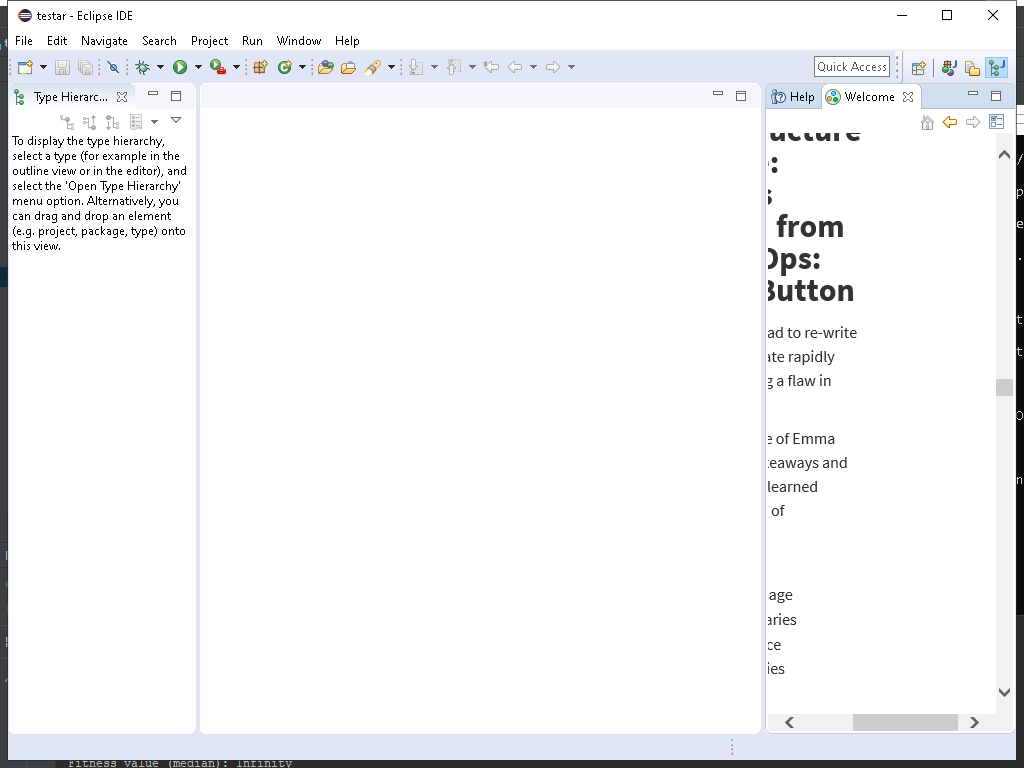 testar - Eclipse IDE
File Edit Navigate Search Project Run Window Help
Quick Access
Type Hierarc...
Help Welcome
To display the type hierarchy,
select a type (for example in the
outline view or in the editor), and
select the 'Open Type Hierarchy'
menu option. Alternatively, you
can drag and drop an element
(e.g. project, package, type) onto
this view.
ucture
:
s
from
Ops:
Button
ad to re-write
ate rapidly
g a flaw in
e of Emma
keaways and
learned
of
age
aries
ce
ies
Fitness value (median): Infinity